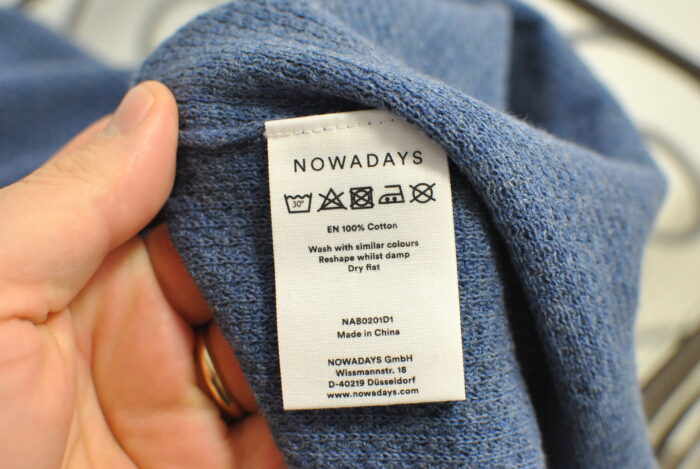 NOWADAYS
30°
EN 100% Cotton
Wash with similar colours
Reshape whilst damp
Dry flat
NAB0201D1
Made in China
NOWADAYS GmbH
Wissmannstr. 18
D-40219 Düsseldorf
www.nowadays.com